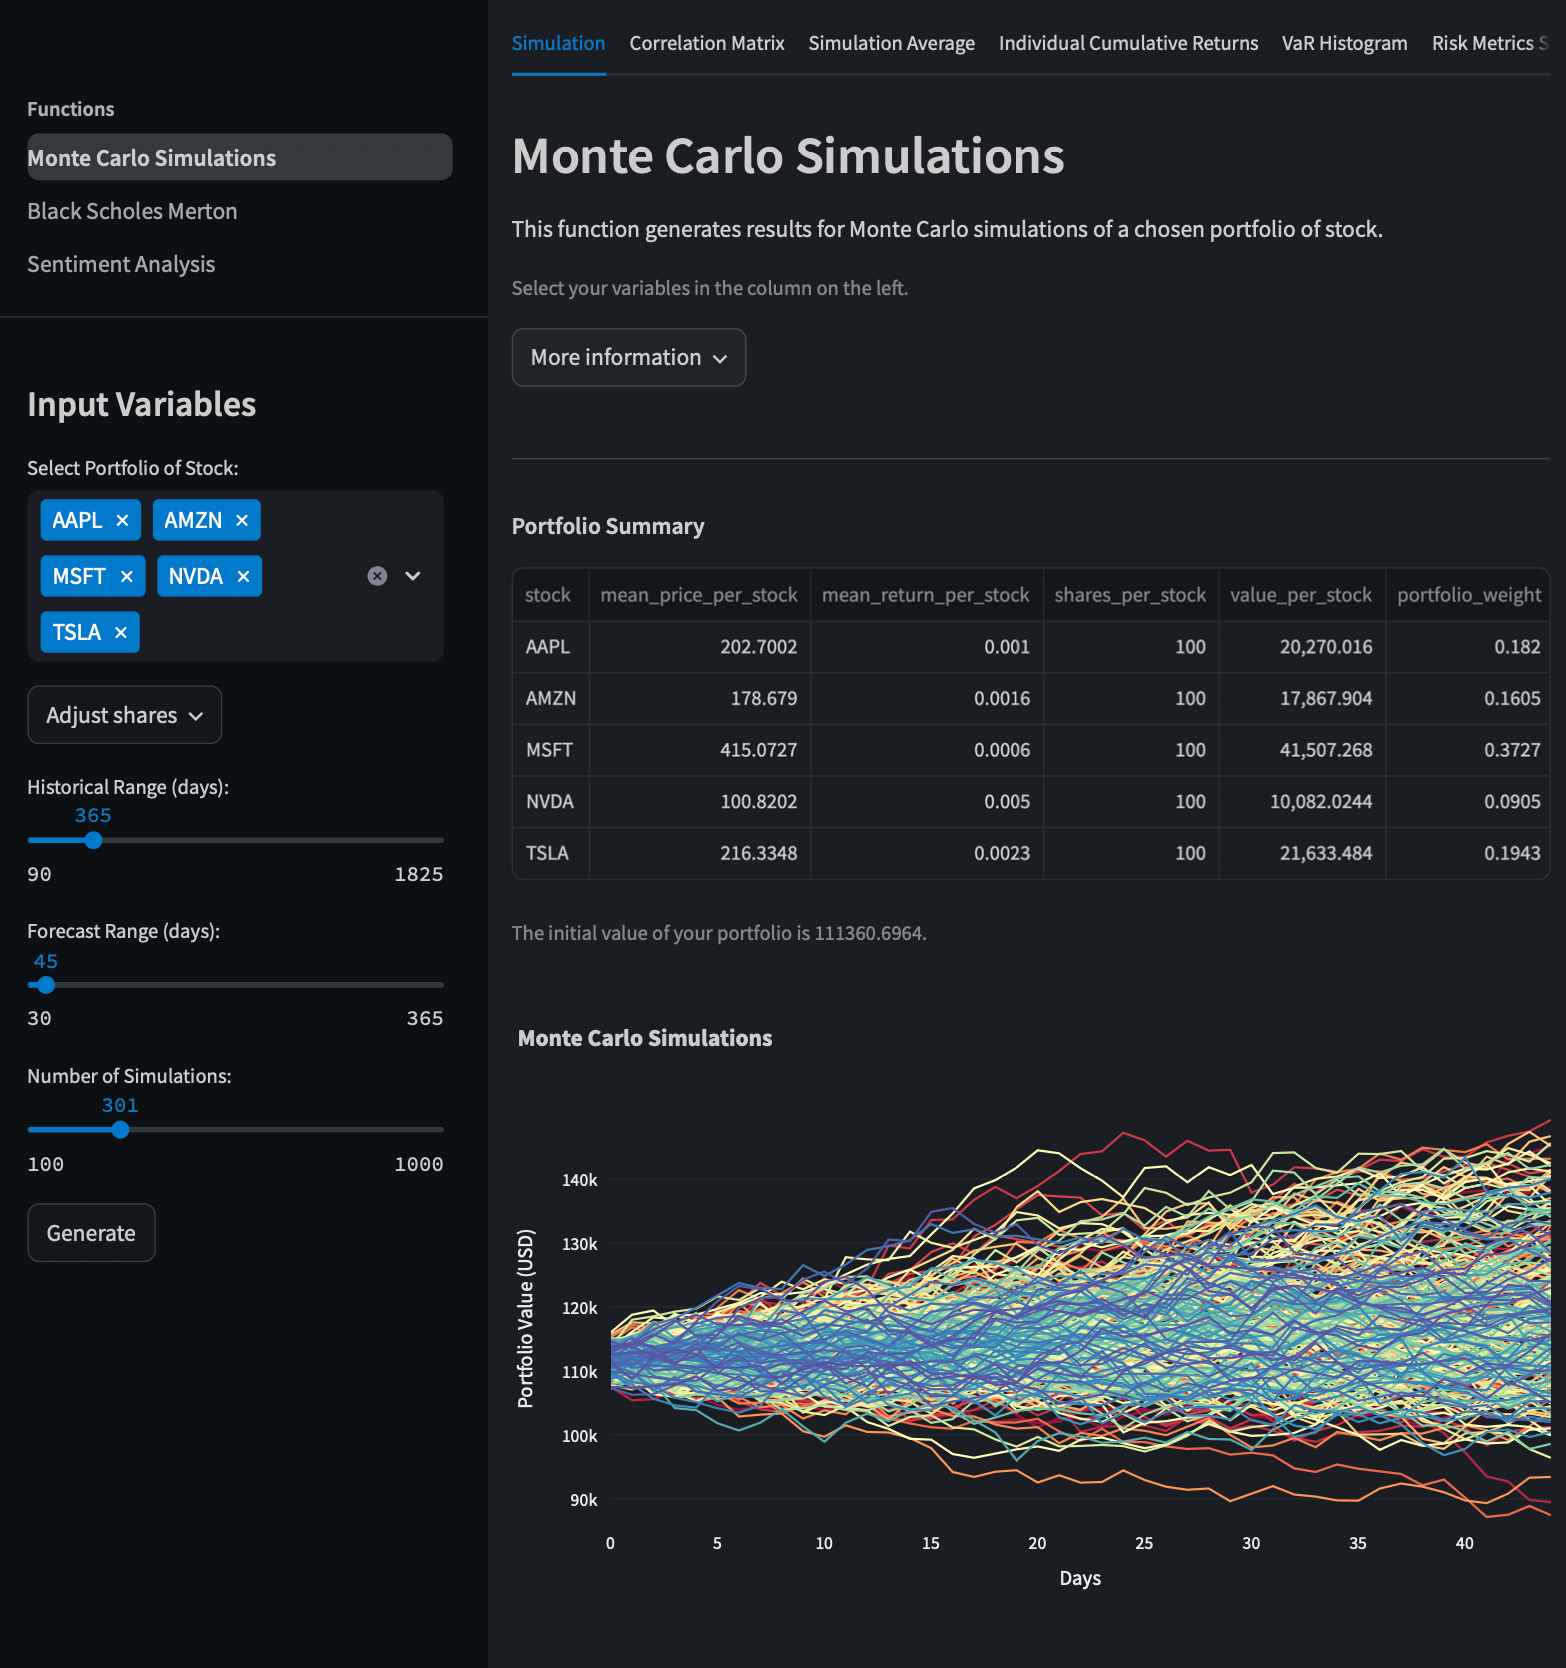 Functions
Monte Carlo Simulations
Black Scholes Merton
Sentiment Analysis
Input Variables
Select Portfolio of Stock:
AAPL × AMZN ×
MSFT × NVDA ×
TSLA ×
Adjust shares
Historical Range (days):
365
90 1825
Forecast Range (days):
45
30 365
Number of Simulations:
301
100 1000
Generate
Simulation Correlation Matrix Simulation Average Individual Cumulative Returns VaR Histogram Risk Metrics S
Monte Carlo Simulations
This function generates results for Monte Carlo simulations of a chosen portfolio of stock.
Select your variables in the column on the left.
More information
Portfolio Summary
stock mean_price_per_stock mean_return_per_stock shares_per_stock value_per_stock portfolio_weight
AAPL 202.7002 0.001 100 20,270.016 0.182
AMZN 178.679 0.0016 100 17,867.904 0.1605
MSFT 415.0727 0.0006 100 41,507.268 0.3727
NVDA 100.8202 0.005 100 10,082.0244 0.0905
TSLA 216.3348 0.0023 100 21,633.484 0.1943
The initial value of your portfolio is 111360.6964.
Monte Carlo Simulations
Portfolio Value (USD)
140k
130k
120k
110k
100k
90k
0 5 10 15 20 25 30 35 40
Days